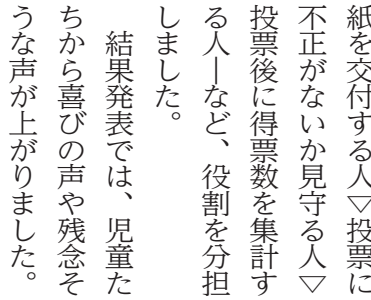 紙を交付する人▽投票に
不正がないか見守る人▽
投票後に得票数を集計す
る人―など、役割を分担
しました。
　結果発表では、児童た
ちから喜びの声や残念そ
うな声が上がりました。